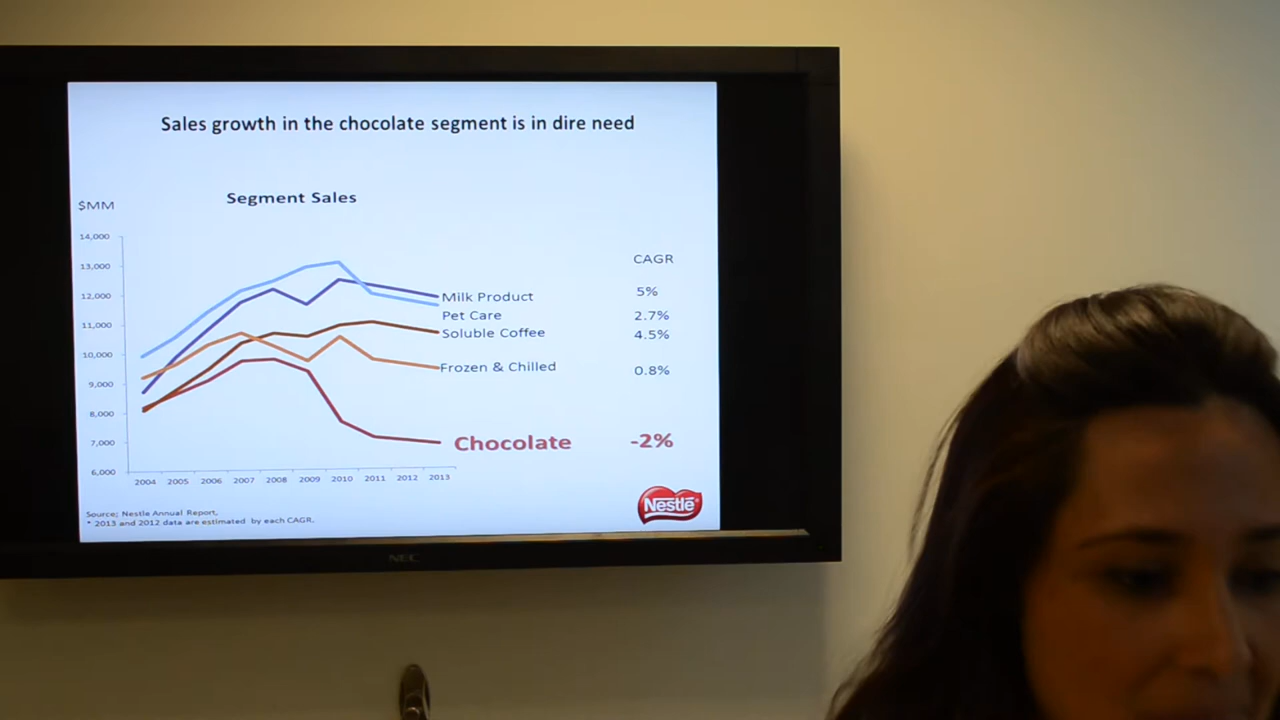 Sales growth in the chocolate segment is in dire need
Segment Sales
$MM
14,000
13,000
12,000
11,000
10,000
9,000
8,000
7,000
6,000
CAGR
Milk Product 5%
Pet Care 2.7%
Soluble Coffee 4.5%
Frozen & Chilled 0.8%
Chocolate -2%
2004 2005 2006 2007 2008 2009 2010 2011 2012 2013
Source; Nestle Annual Report,
* 2013 and 2012 data are estimated by each CAGR.
Nestlé
NEC